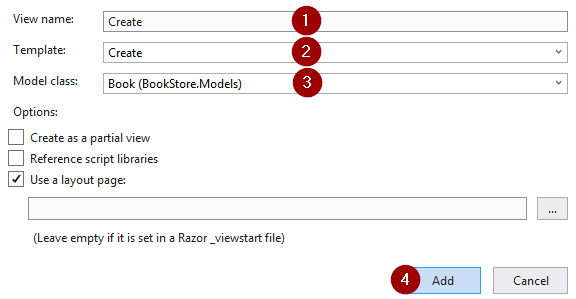 View name: Create 1
Template: Create 2
Model class: Book (BookStore.Models) 3
Options:
Create as a partial view
Reference script libraries
Use a layout page:
...
(Leave empty if it is set in a Razor _viewstart file)
4 Add Cancel